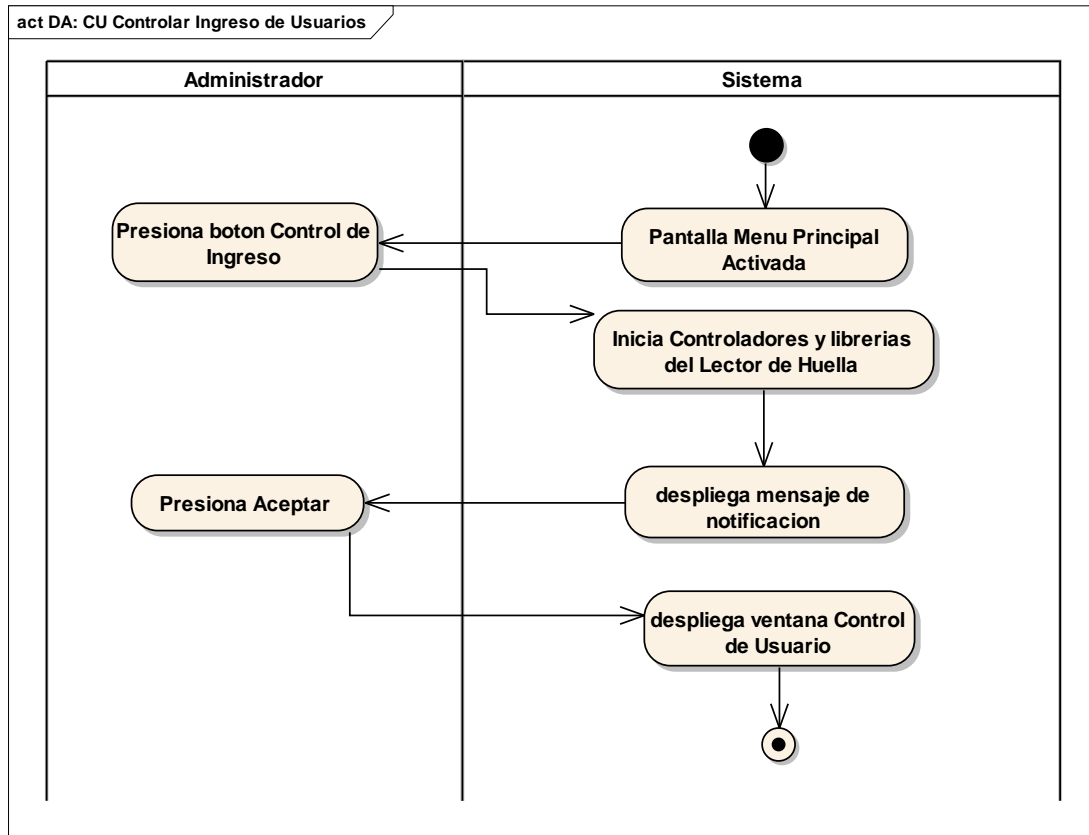 act DA: CU Controlar Ingreso de Usuarios
Administrador
Sistema
Pantalla Menu Principal
Activada
Presiona boton Control de
Ingreso
Inicia Controladores y librerias
del Lector de Huella
despliega mensaje de
notificacion
Presiona Aceptar
despliega ventana Control
de Usuario